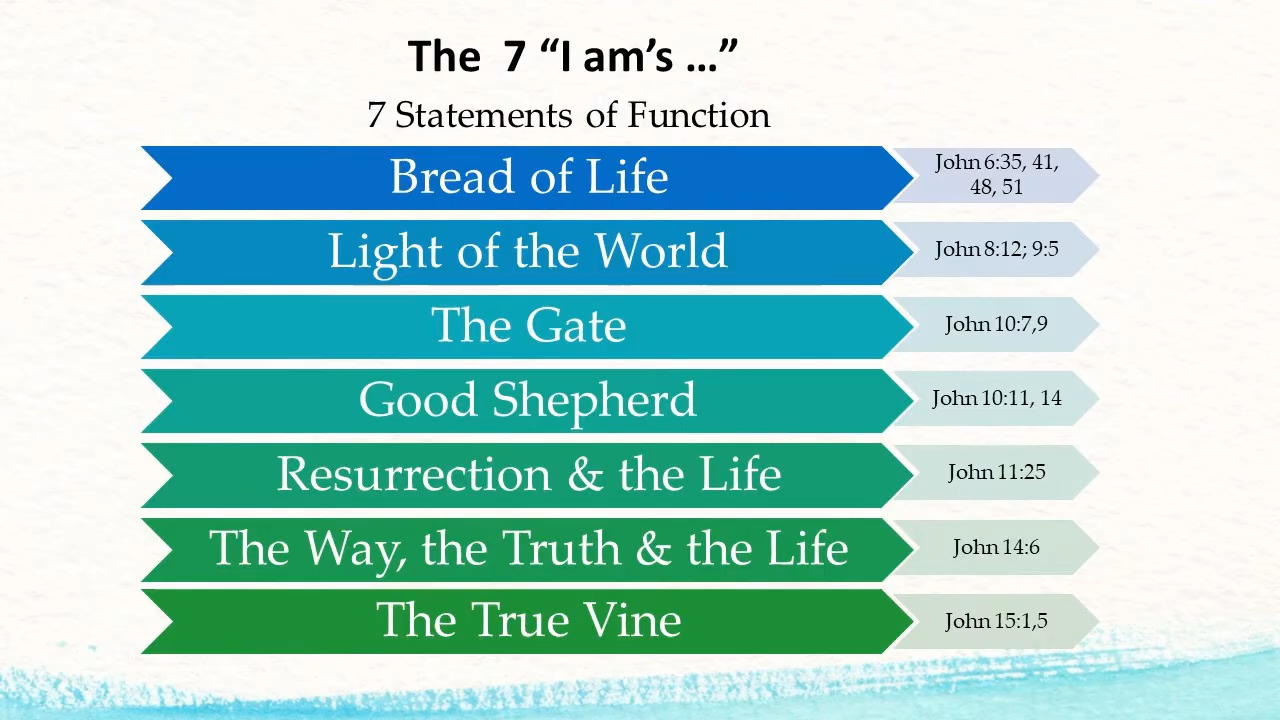 The  7 “I am’s …”
7 Statements of Function
Bread of Life
John 6:35, 41,
48, 51
Light of the World
John 8:12; 9:5
The Gate
John 10:7,9
Good Shepherd
John 10:11, 14
Resurrection & the Life
John 11:25
The Way, the Truth & the Life
John 14:6
The True Vine
John 15:1,5